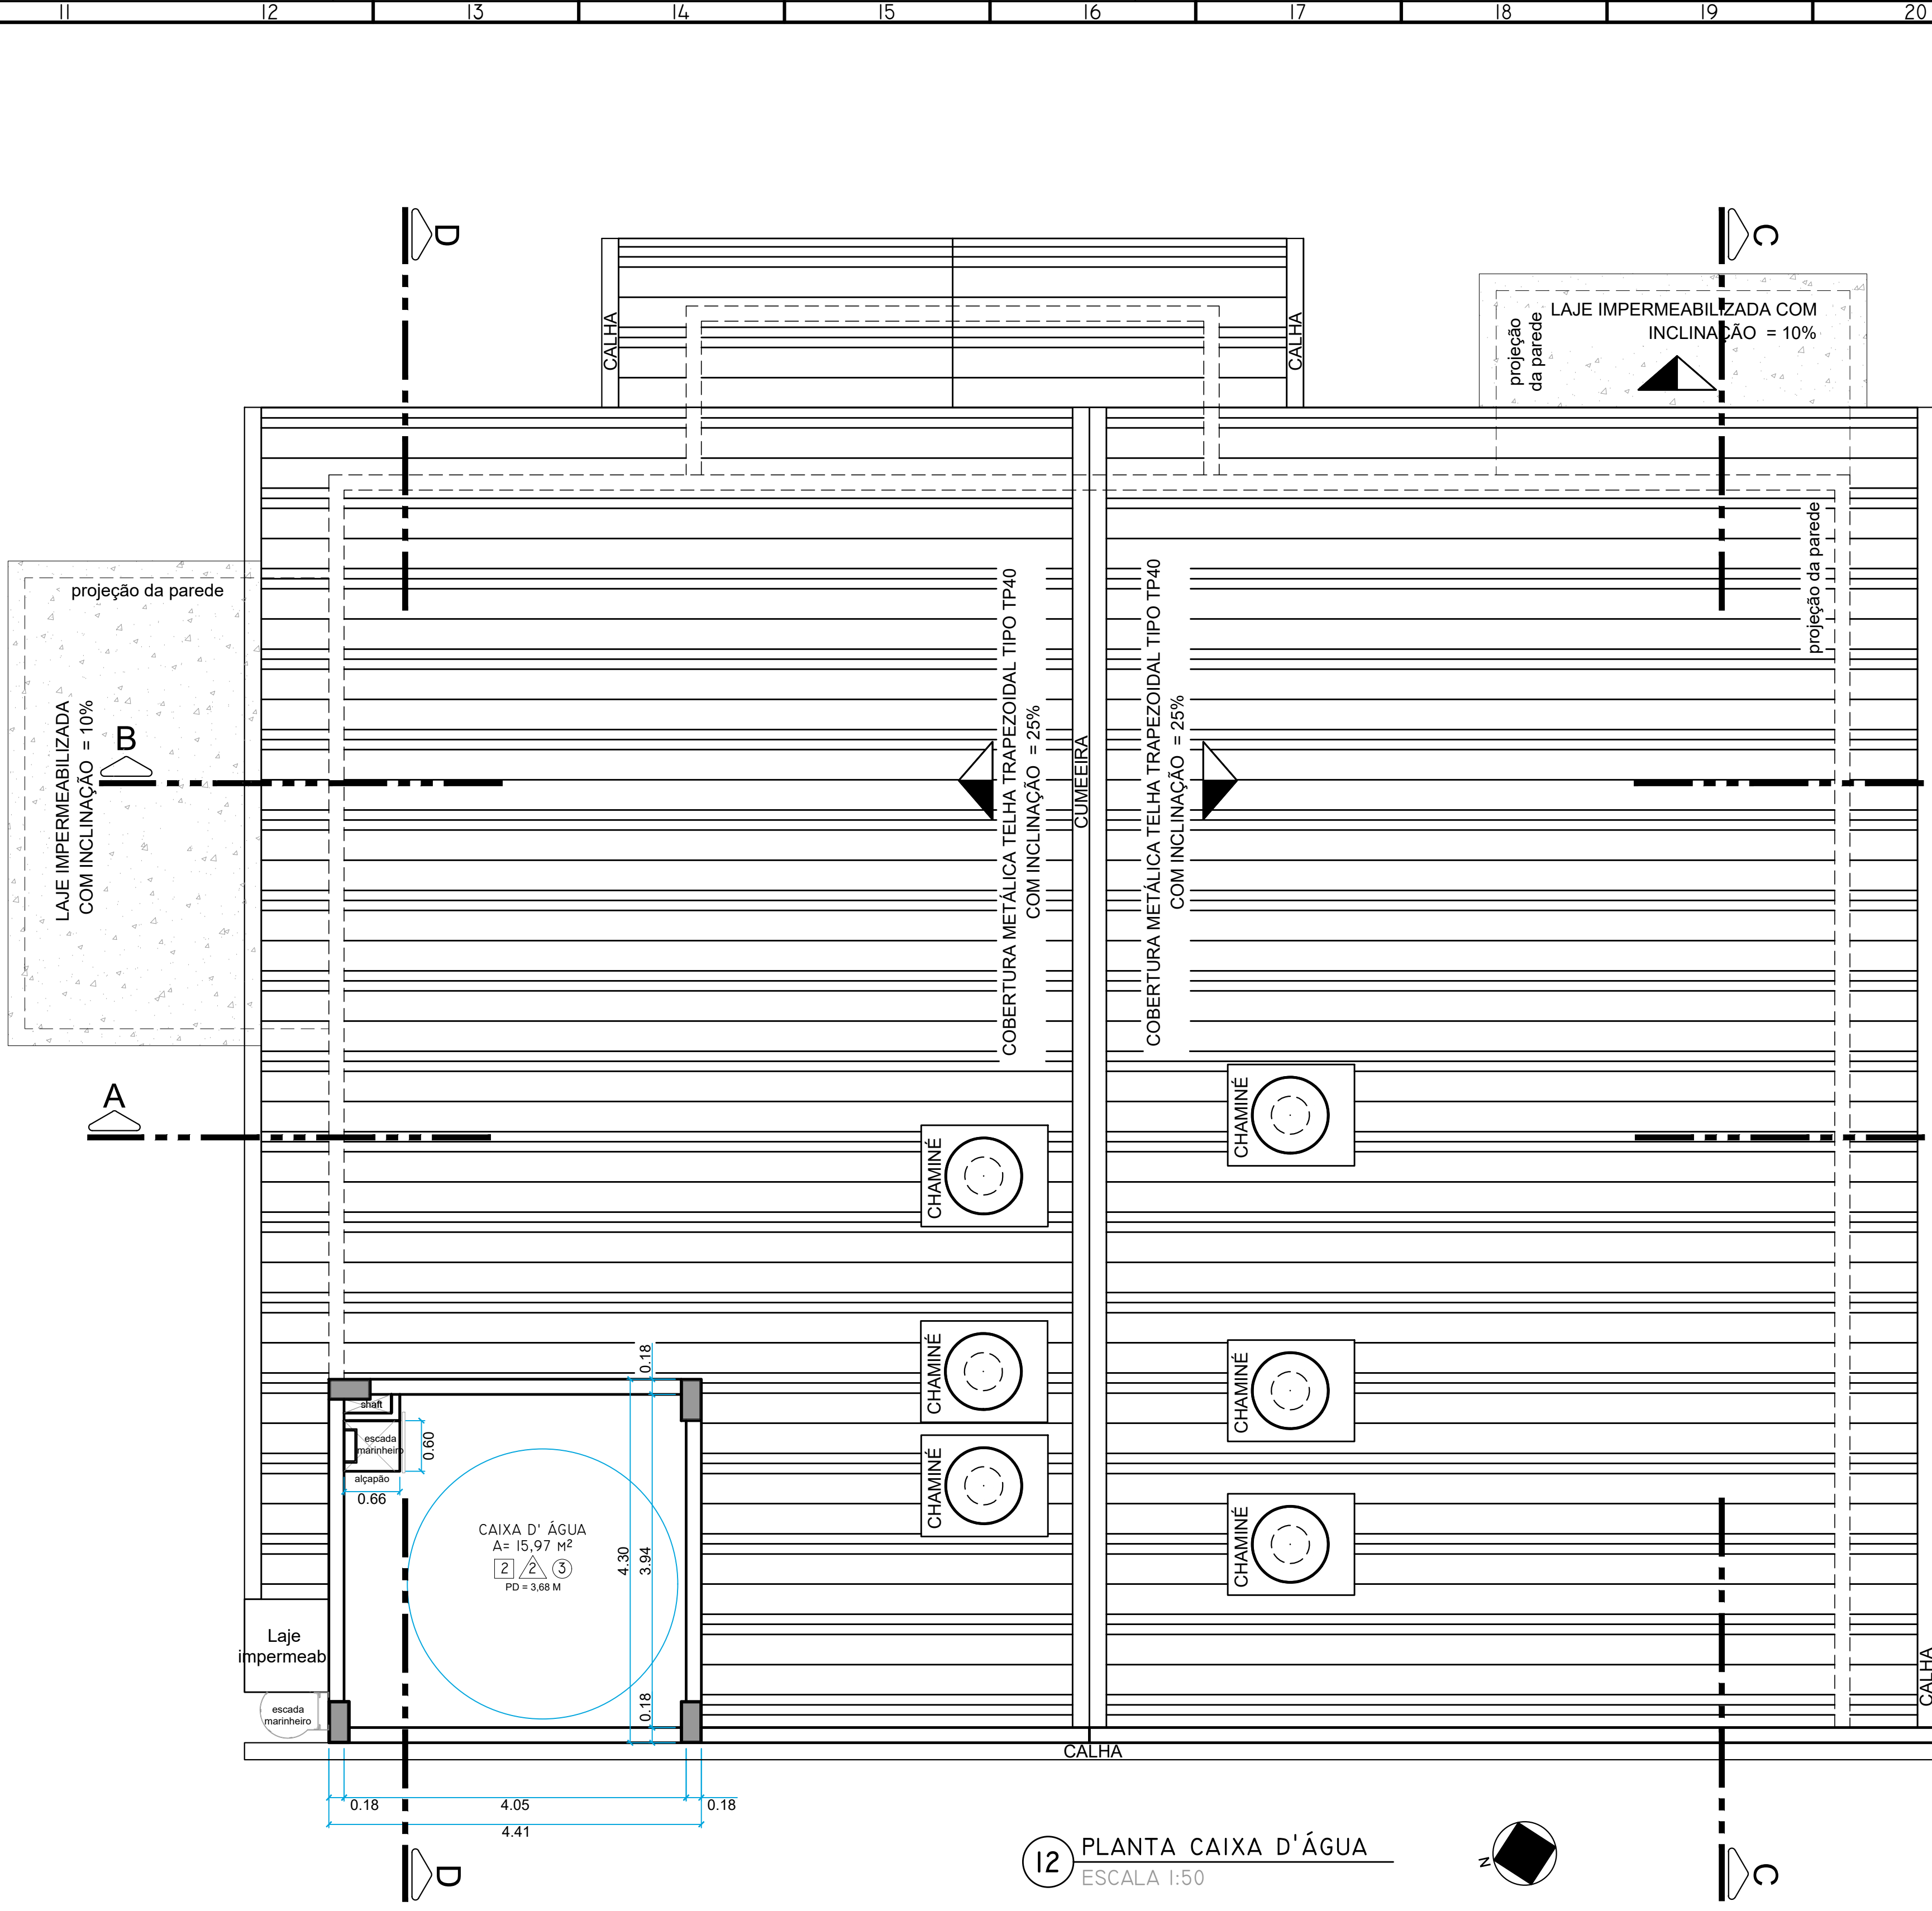 11
12
13
14
15
16
17
18
19
20
D
C
CALHA
CALHA
projeção
da parede
LAJE IMPERMEABILIZADA COM
INCLINAÇÃO = 10%
projeção da parede
projeção da parede
LAJE IMPERMEABILIZADA
COM INCLINAÇÃO = 10%
B
COBERTURA METÁLICA TELHA TRAPEZOIDAL TIPO TP40
COM INCLINAÇÃO = 25%
CUMEEIRA
COBERTURA METÁLICA TELHA TRAPEZOIDAL TIPO TP40
COM INCLINAÇÃO = 25%
A
CHAMINÉ
CHAMINÉ
CHAMINÉ
CHAMINÉ
CHAMINÉ
CHAMINÉ
0.18
shaft
escada
marinheiro
0.60
alçapão
0.66
CAIXA D' ÁGUA
A= 15,97 M²
2 2 3
PD = 3,68 M
4.30
3.94
0.18
Laje
impermeab
escada
marinheiro
CALHA
CALHA
0.18
4.05
0.18
4.41
12
PLANTA CAIXA D'ÁGUA
ESCALA 1:50
N
D
C